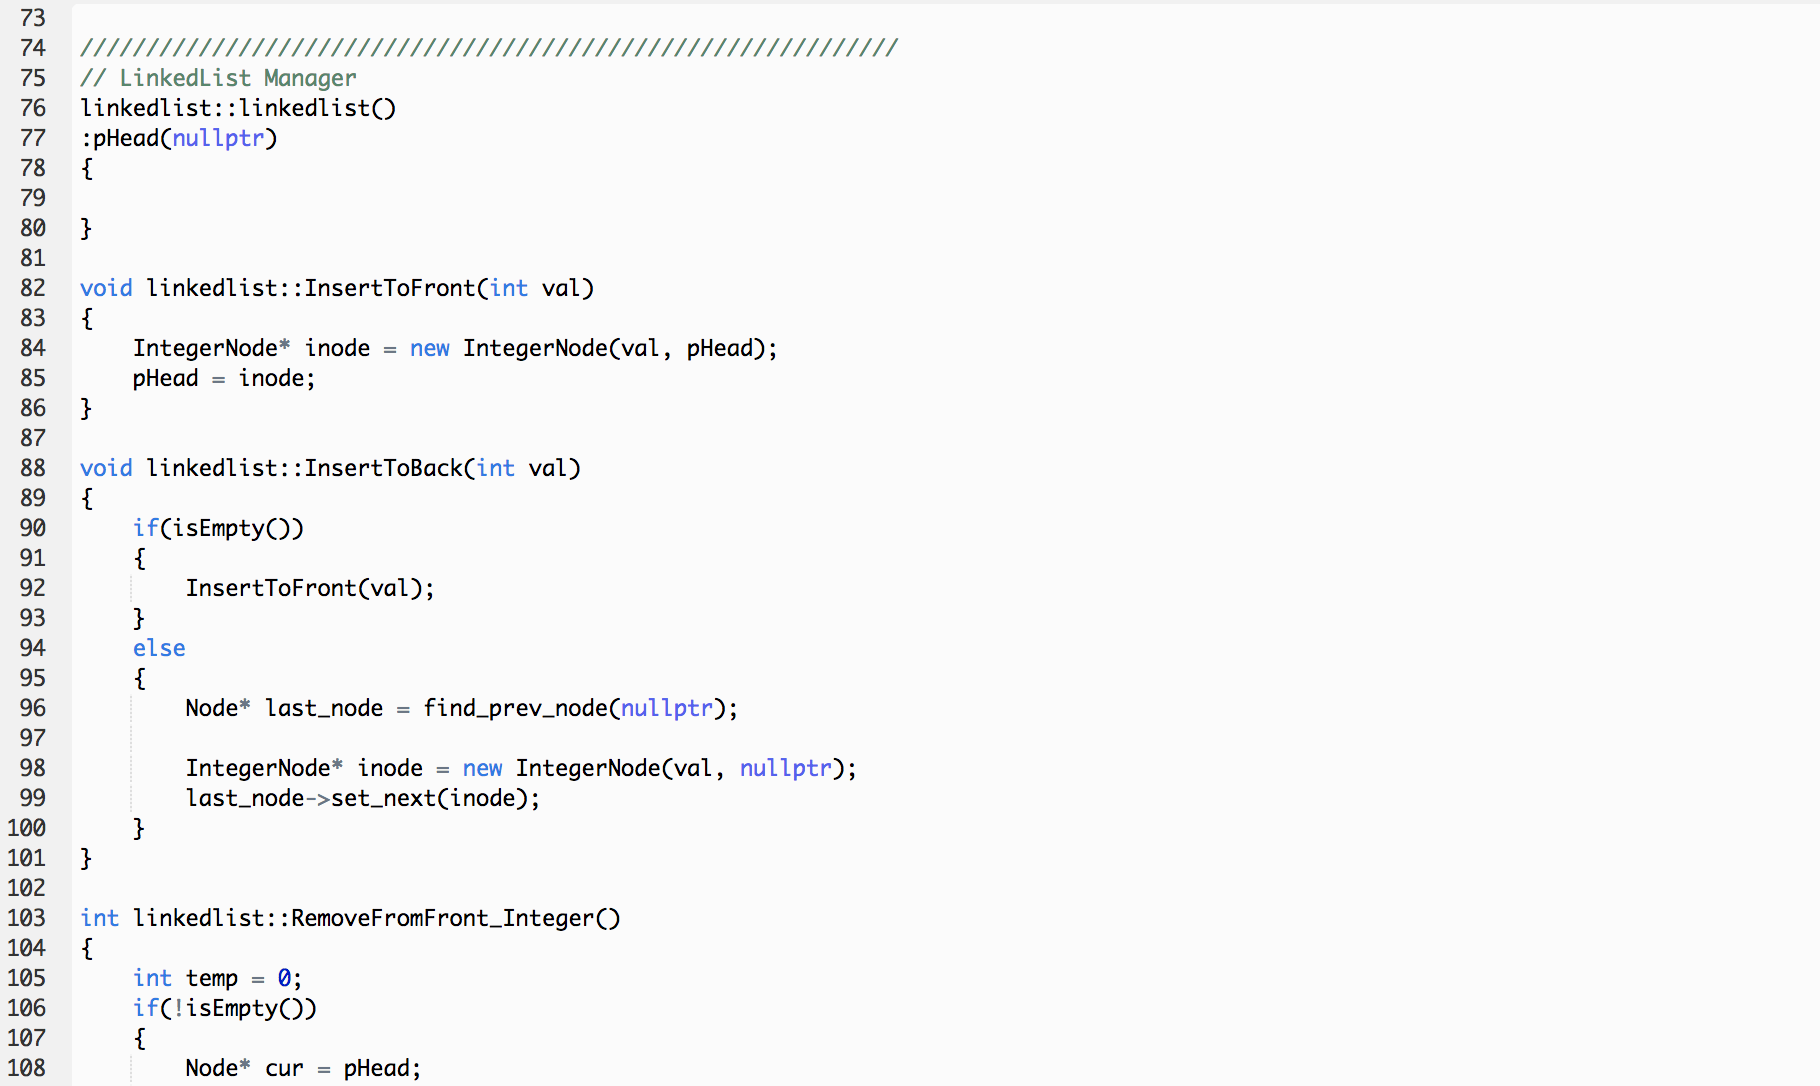 73
74 //////////////////////////////////////////////////////////////
75 // LinkedList Manager
76 linkedlist::linkedlist()
77 :pHead(nullptr)
78 {
79
80 }
81
82 void linkedlist::InsertToFront(int val)
83 {
84     IntegerNode* inode = new IntegerNode(val, pHead);
85     pHead = inode;
86 }
87
88 void linkedlist::InsertToBack(int val)
89 {
90     if(isEmpty())
91     {
92         InsertToFront(val);
93     }
94     else
95     {
96         Node* last_node = find_prev_node(nullptr);
97
98         IntegerNode* inode = new IntegerNode(val, nullptr);
99         last_node->set_next(inode);
100     }
101 }
102
103 int linkedlist::RemoveFromFront_Integer()
104 {
105     int temp = 0;
106     if(!isEmpty())
107     {
108         Node* cur = pHead;